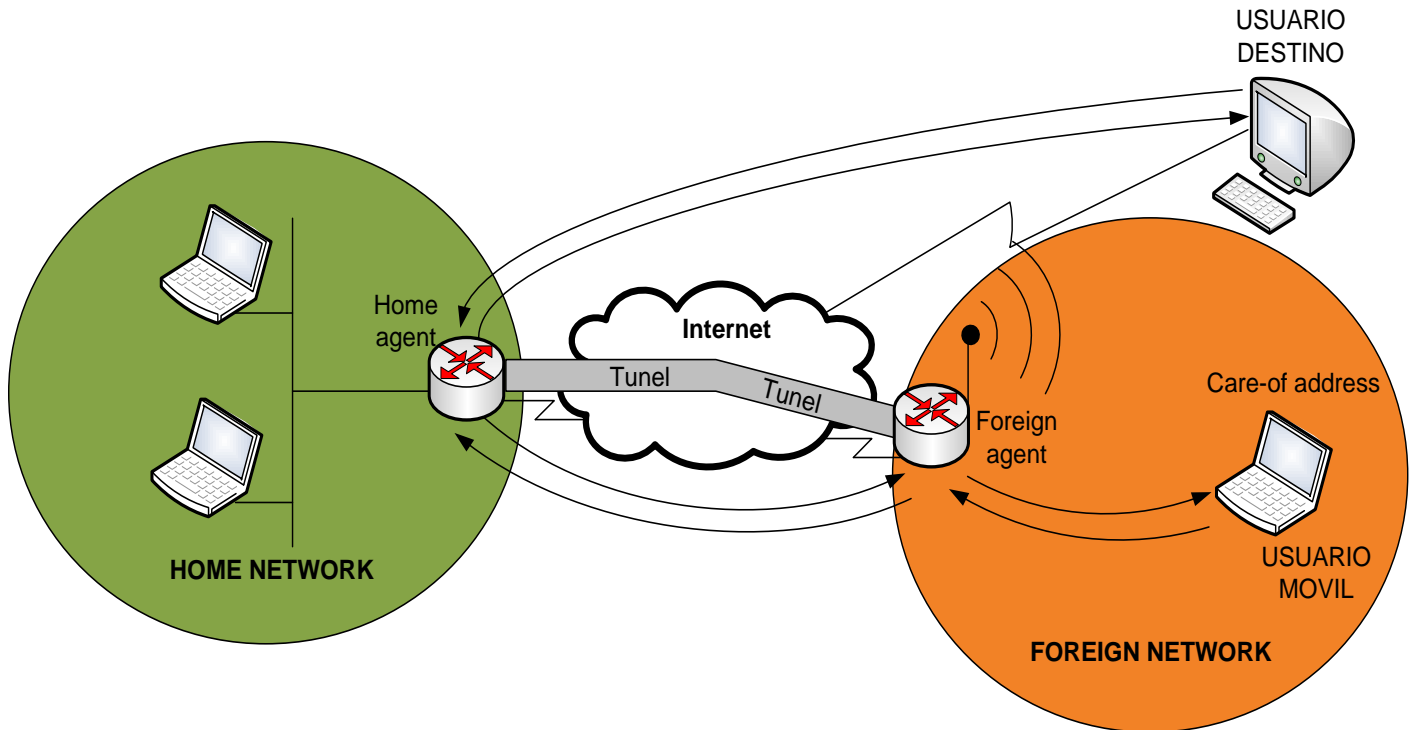 USUARIO
DESTINO
Home
agent
Internet
Tunel
Tunel
Care-of address
Foreign
agent
HOME NETWORK
USUARIO
MOVIL
FOREIGN NETWORK